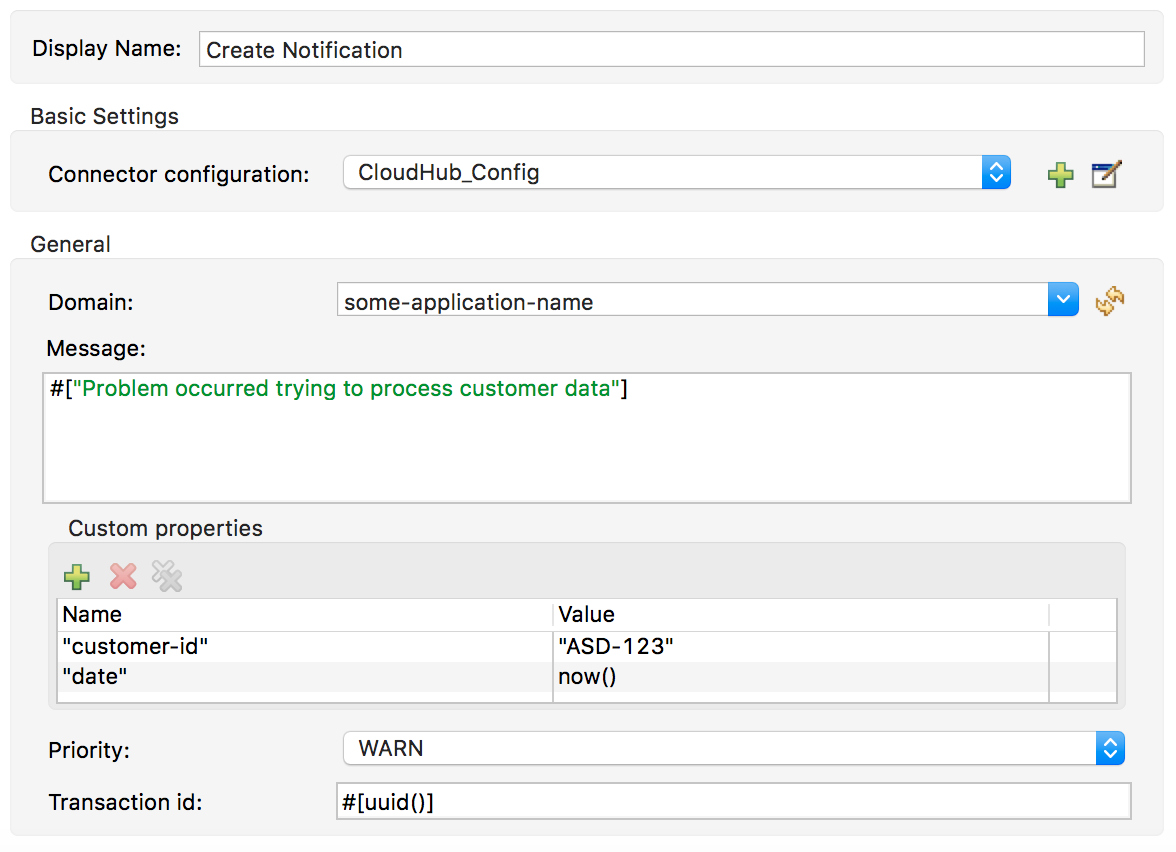 Display Name: Create Notification
Basic Settings
Connector configuration: CloudHub_Config
General
Domain: some-application-name
Message:
#["Problem occurred trying to process customer data"]
Custom properties
Name Value
"customer-id" "ASD-123"
"date" now()
Priority: WARN
Transaction id: #[uuid()]